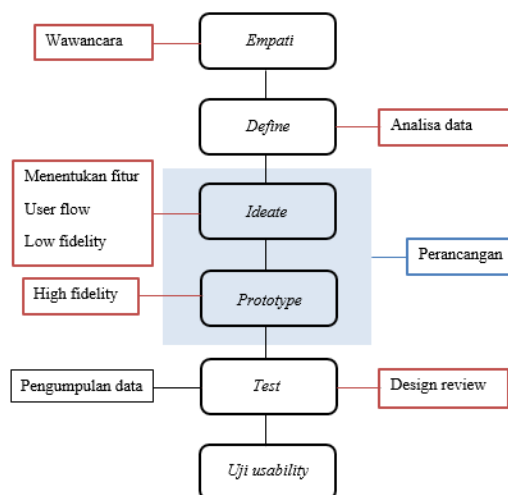 Wawancara
Empati
Define
Analisa data
Menentukan fitur
User flow
Low fidelity
Ideate
Perancangan
High fidelity
Prototype
Pengumpulan data
Test
Design review
Uji usability